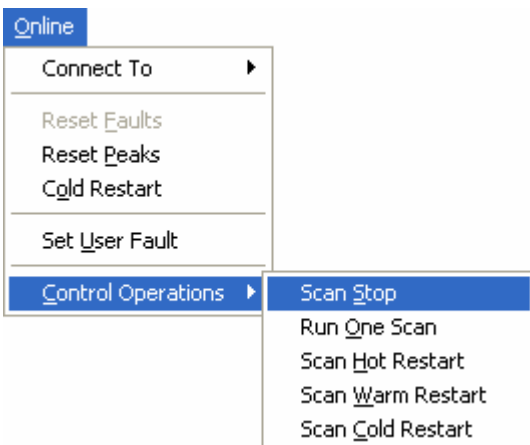 Online
Connect To
Reset Faults
Reset Peaks
Cold Restart
Set User Fault
Control Operations
Scan Stop
Run One Scan
Scan Hot Restart
Scan Warm Restart
Scan Cold Restart